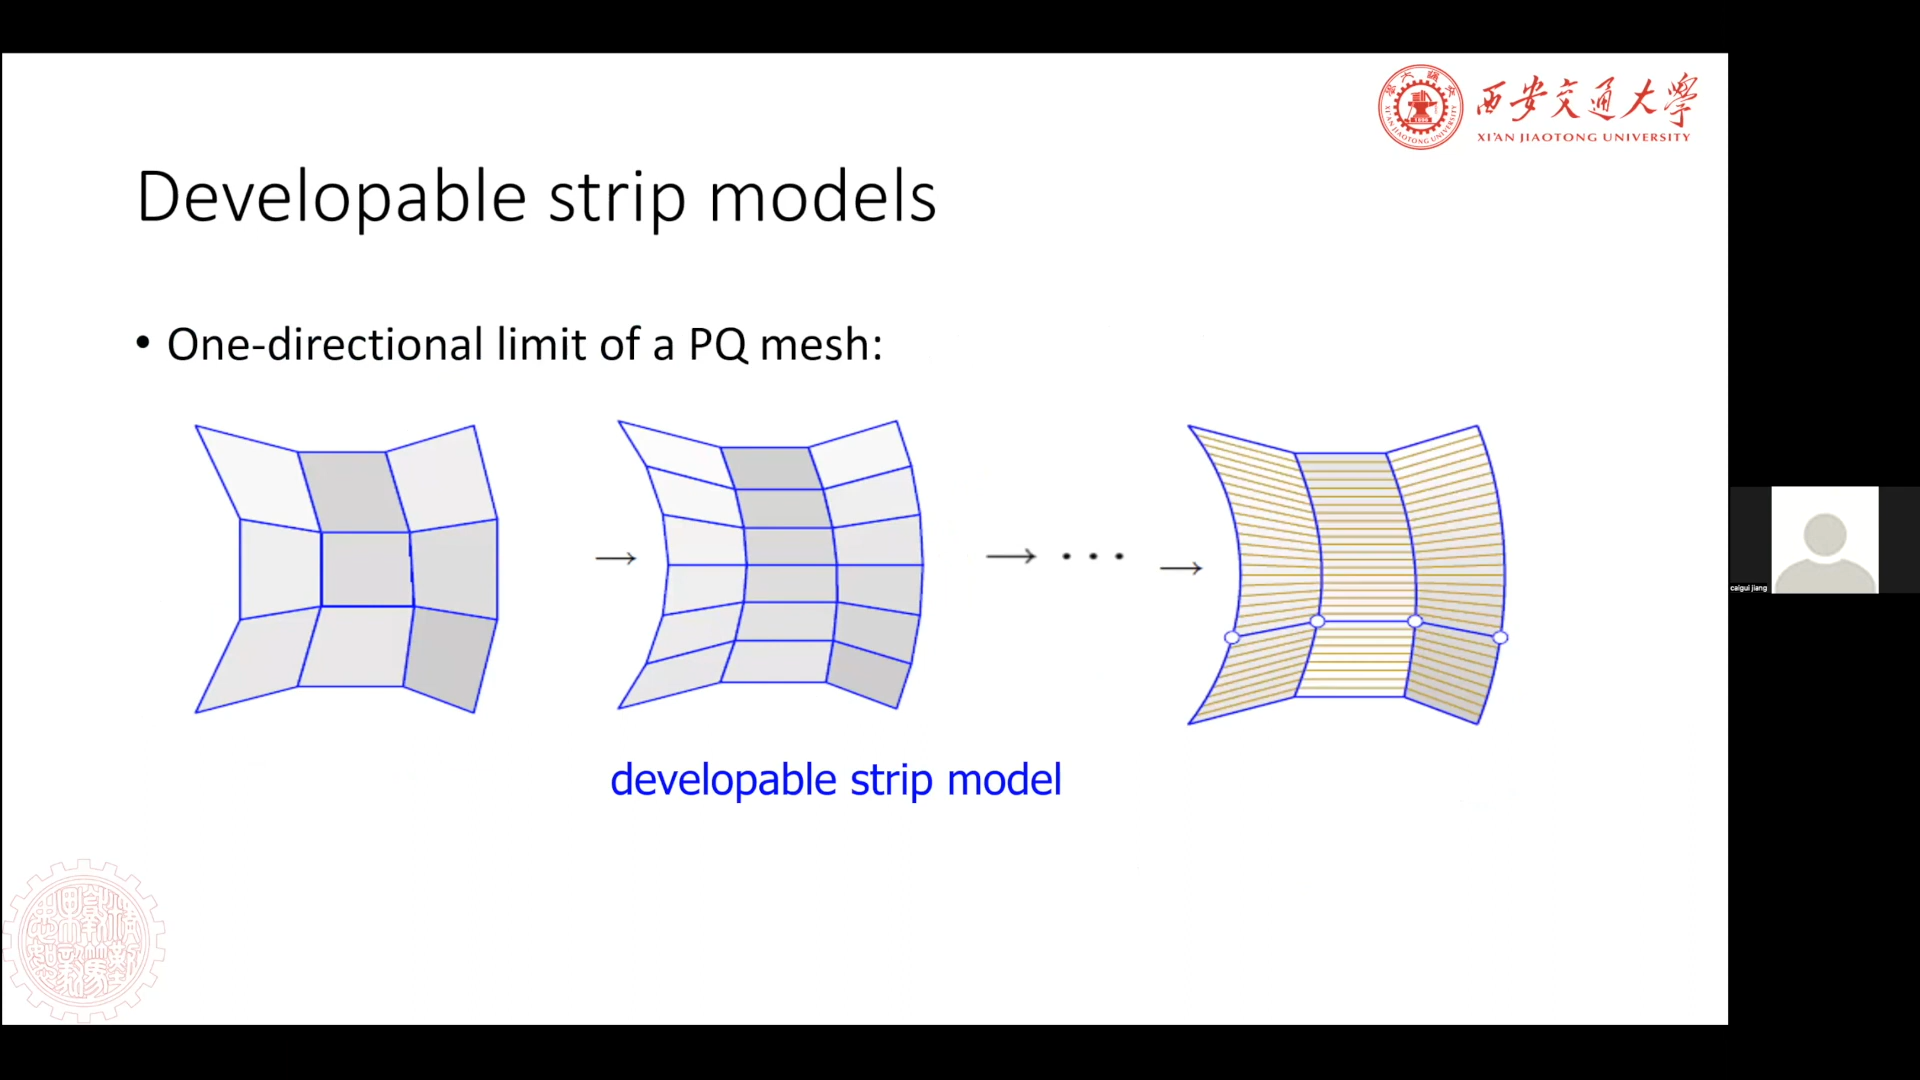 西安交通大学
XI'AN JIAOTONG UNIVERSITY
Developable strip models
• One-directional limit of a PQ mesh:
developable strip model
caigui jiang